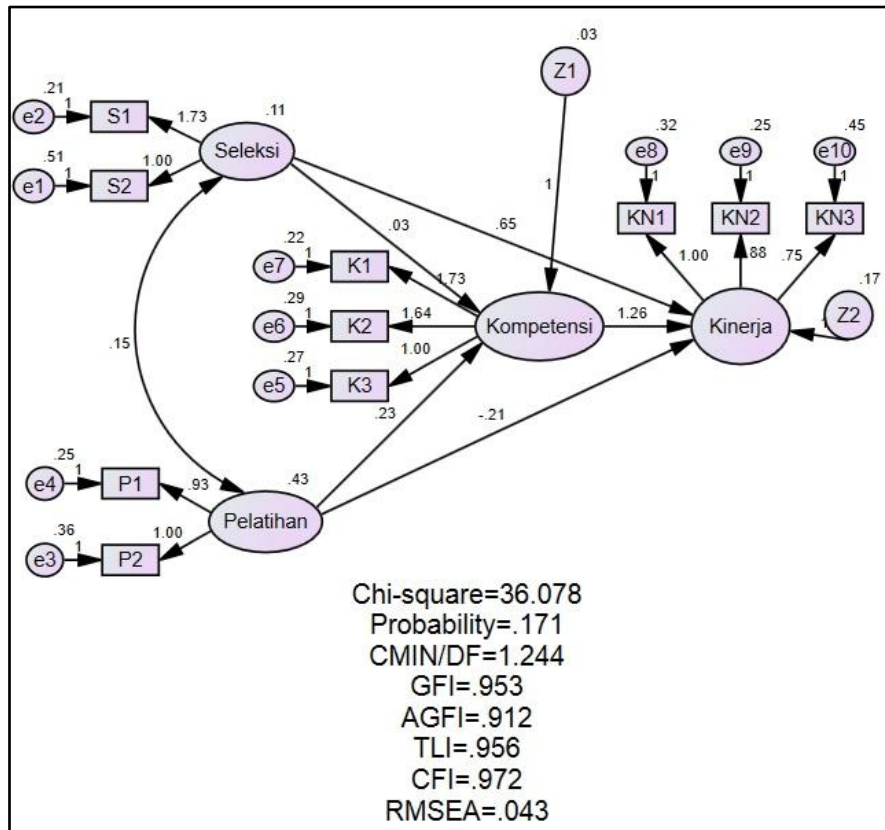 .03
Z1
.21
e2
1
S1
1.73
.11
Seleksi
.51
e1
1
S2
1.00
.32
e8
1
KN1
1.00
.25
e9
1
KN2
.88
.45
e10
1
KN3
.75
1
.03
.65
.22
e7
1
K1
1.73
.29
e6
1
K2
1.64
.27
e5
1
K3
1.00
Kompetensi
1.26
Kinerja
.17
Z2
.15
.23
-.21
.25
e4
1
P1
.93
.43
Pelatihan
.36
e3
1
P2
1.00
Chi-square=36.078
Probability=.171
CMIN/DF=1.244
GFI=.953
AGFI=.912
TLI=.956
CFI=.972
RMSEA=.043